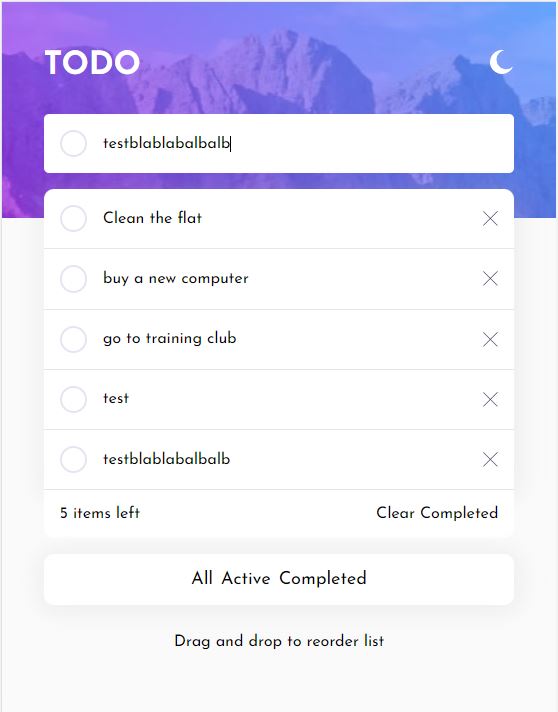 TODO
testblablabalbalb
Clean the flat
buy a new computer
go to training club
test
testblablabalbalb
5 items left Clear Completed
All Active Completed
Drag and drop to reorder list